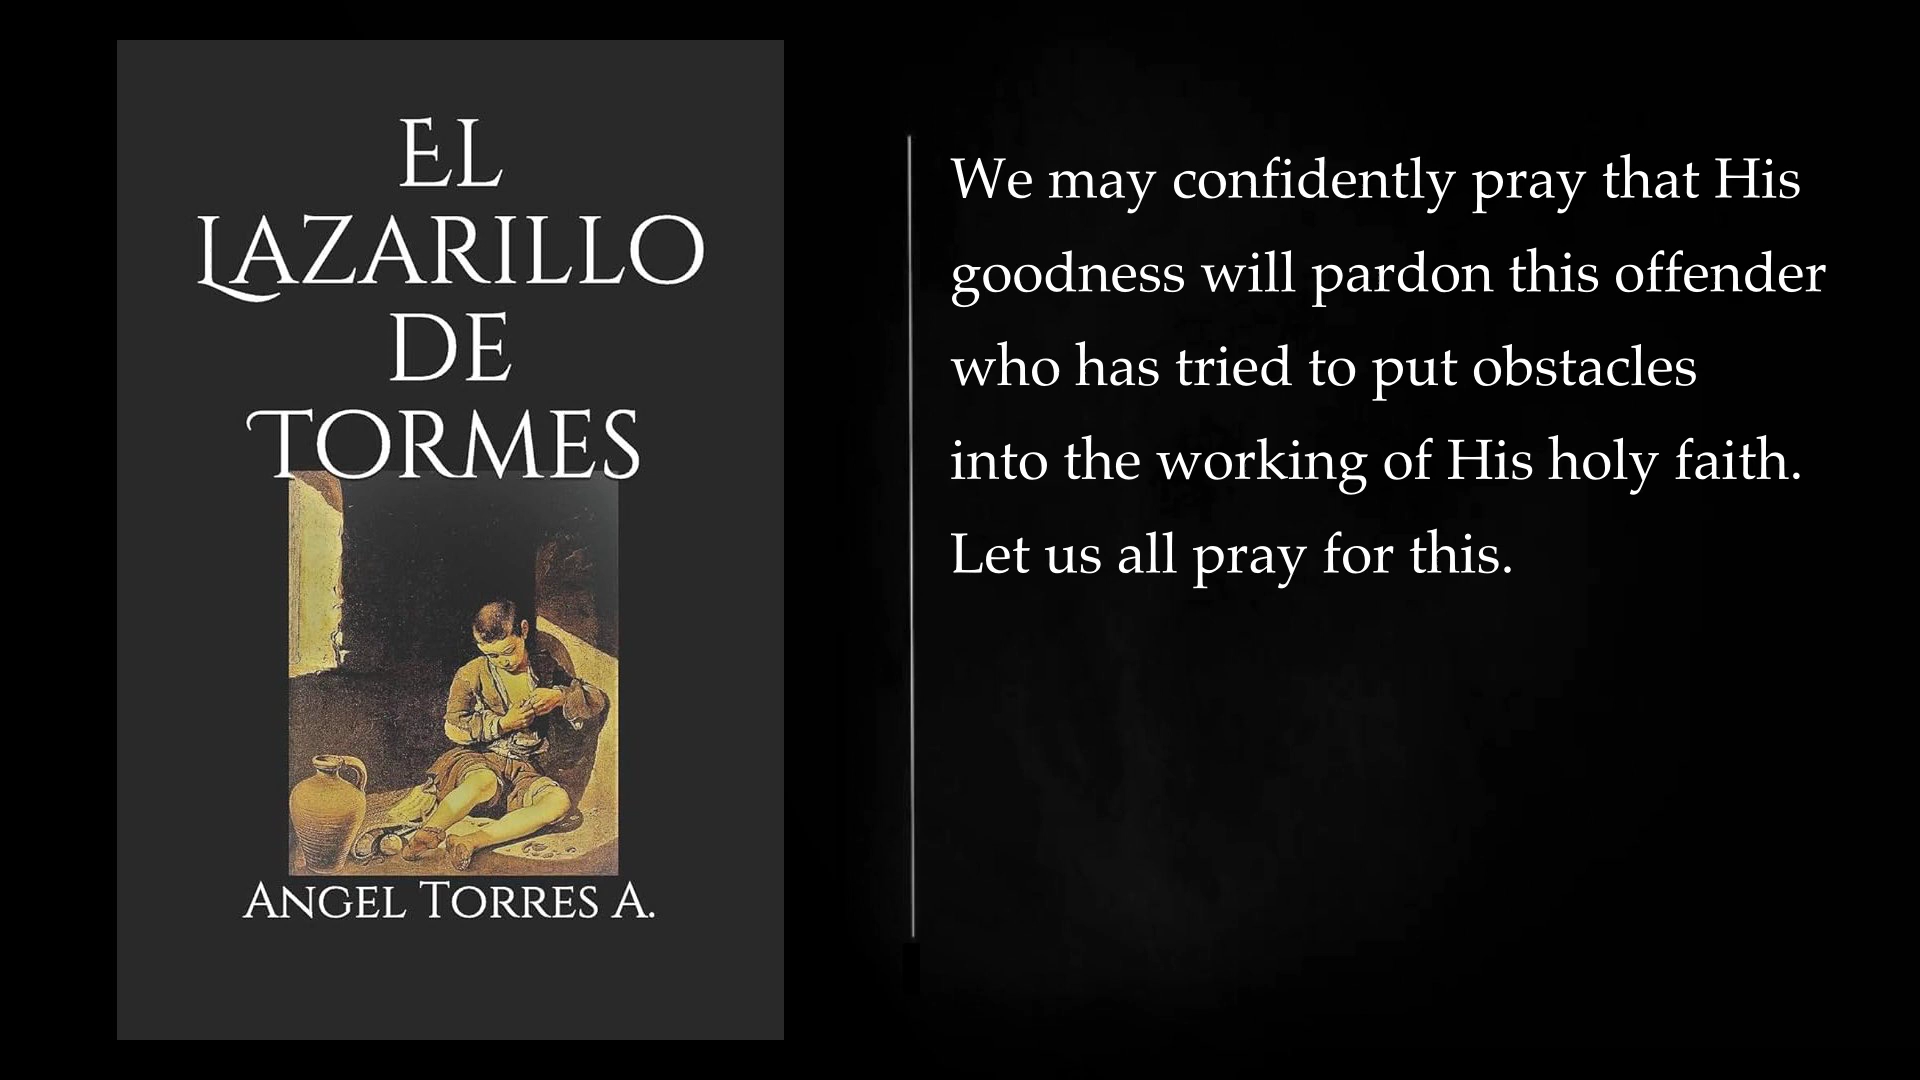 El
Lazarillo
de
Tormes
Angel Torres A.
We may confidently pray that His
goodness will pardon this offender
who has tried to put obstacles
into the working of His holy faith.
Let us all pray for this.